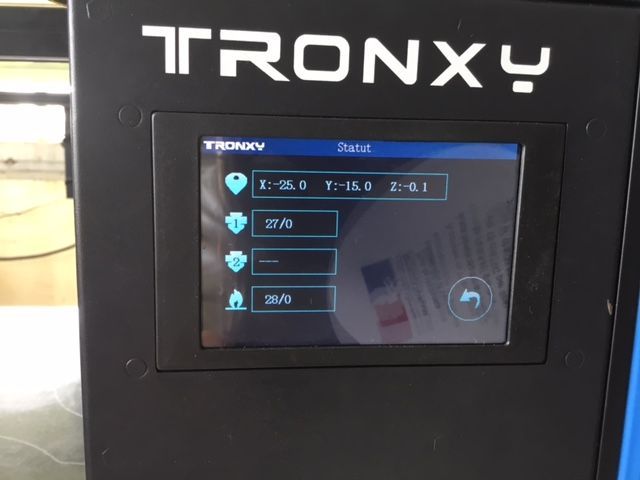 TRONXY
TRONXY Statut
X:-25.0 Y:-15.0 Z:-0.1
1 27/0
2 ---
28/0